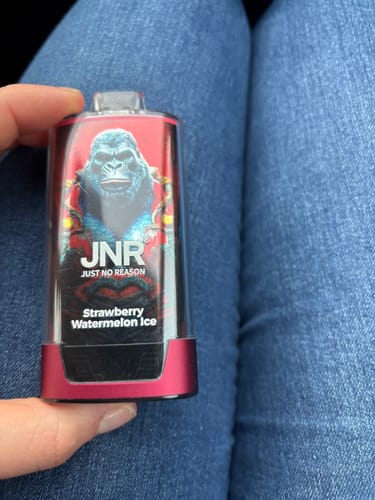 JNR
JUST NO REASON
Strawberry
Watermelon Ice